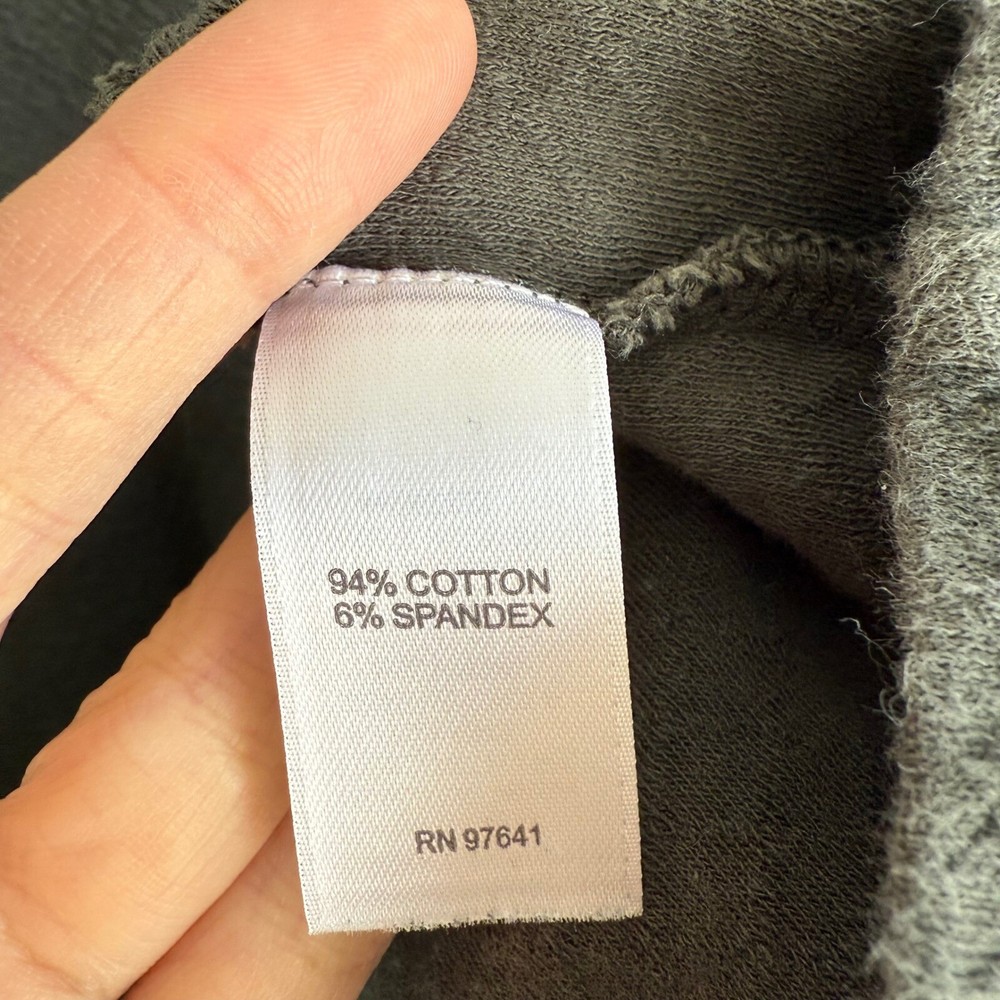 94% COTTON
6% SPANDEX
RN 97641